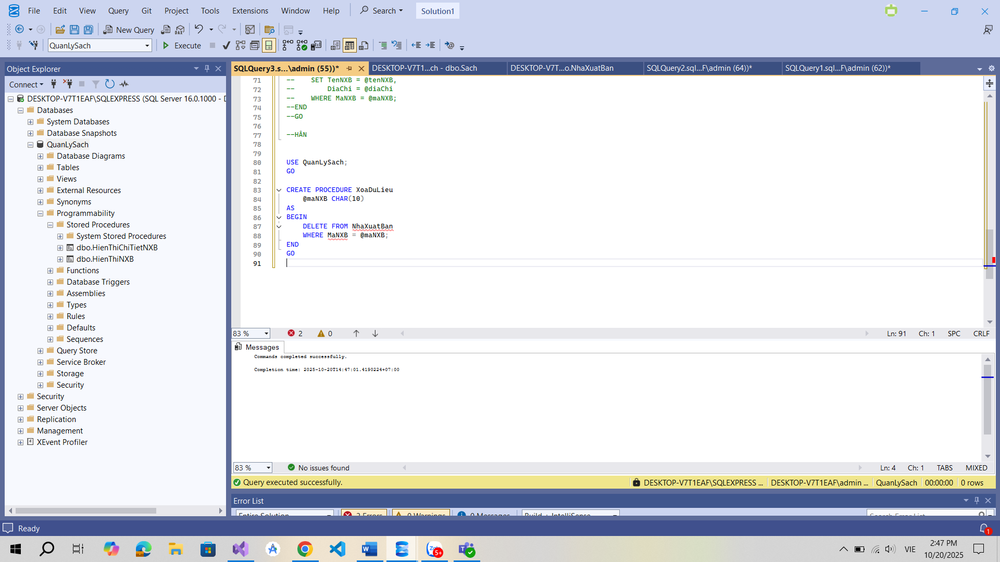 File Edit View Query Git Project Tools Extensions Window Help Search Solution1
New Query
QuanLySach Execute
Object Explorer
Connect
DESKTOP-V7T1EAF\SQLEXPRESS (SQL Server 16.0.1000 - D
Databases
System Databases
Database Snapshots
QuanLySach
Database Diagrams
Tables
Views
External Resources
Synonyms
Programmability
Stored Procedures
System Stored Procedures
dbo.HienThiChiTietNXB
dbo.HienThiNXB
Functions
Database Triggers
Assemblies
Types
Rules
Defaults
Sequences
Query Store
Service Broker
Storage
Security
Security
Server Objects
Replication
Management
XEvent Profiler
SQLQuery3.s...\admin (55))* DESKTOP-V7T1...ch - dbo.Sach DESKTOP-V7T...o.NhaXuatBan SQLQuery2.sql...F\admin (64))* SQLQuery1.sql...F\admin (62))*
71 -- SET TenNXB = @tenNXB,
72 -- DiaChi = @diaChi
73 -- WHERE MaNXB = @maNXB;
74 --END
75 --GO
76
77 --HÂN
78
79
80 USE QuanLySach;
81 GO
82
83 CREATE PROCEDURE XoaDuLieu
84 @maNXB CHAR(10)
85 AS
86 BEGIN
87 DELETE FROM NhaXuatBan
88 WHERE MaNXB = @maNXB;
89 END
90 GO
91
83 % 2 0 Ln: 91 Ch: 1 SPC CRLF
Messages
Commands completed successfully.
Completion time: 2025-10-20T14:47:01.4190224+07:00
83 % No issues found Ln: 4 Ch: 1 TABS MIXED
Query executed successfully. DESKTOP-V7T1EAF\SQLEXPRESS ... DESKTOP-V7T1EAF\admin ... QuanLySach 00:00:00 0 rows
Error List
Entire Solution 2 Errors 0 Warnings 0 Messages Build + IntelliSense Search Error List
Ready 1
5+ VIE 2:47 PM
10/20/2025